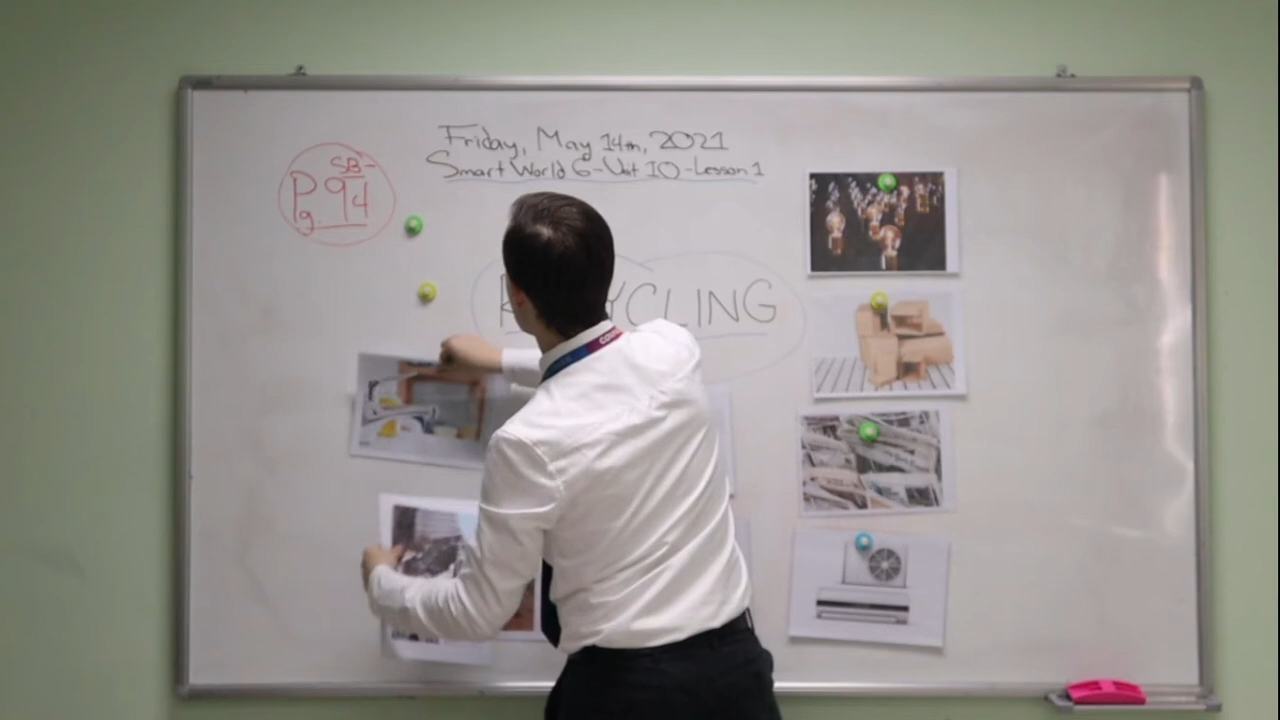 Friday, May 14th, 2021
Smart World 6-Unit 10-Lesson 1
SB-
Pg. 94
CYCLING